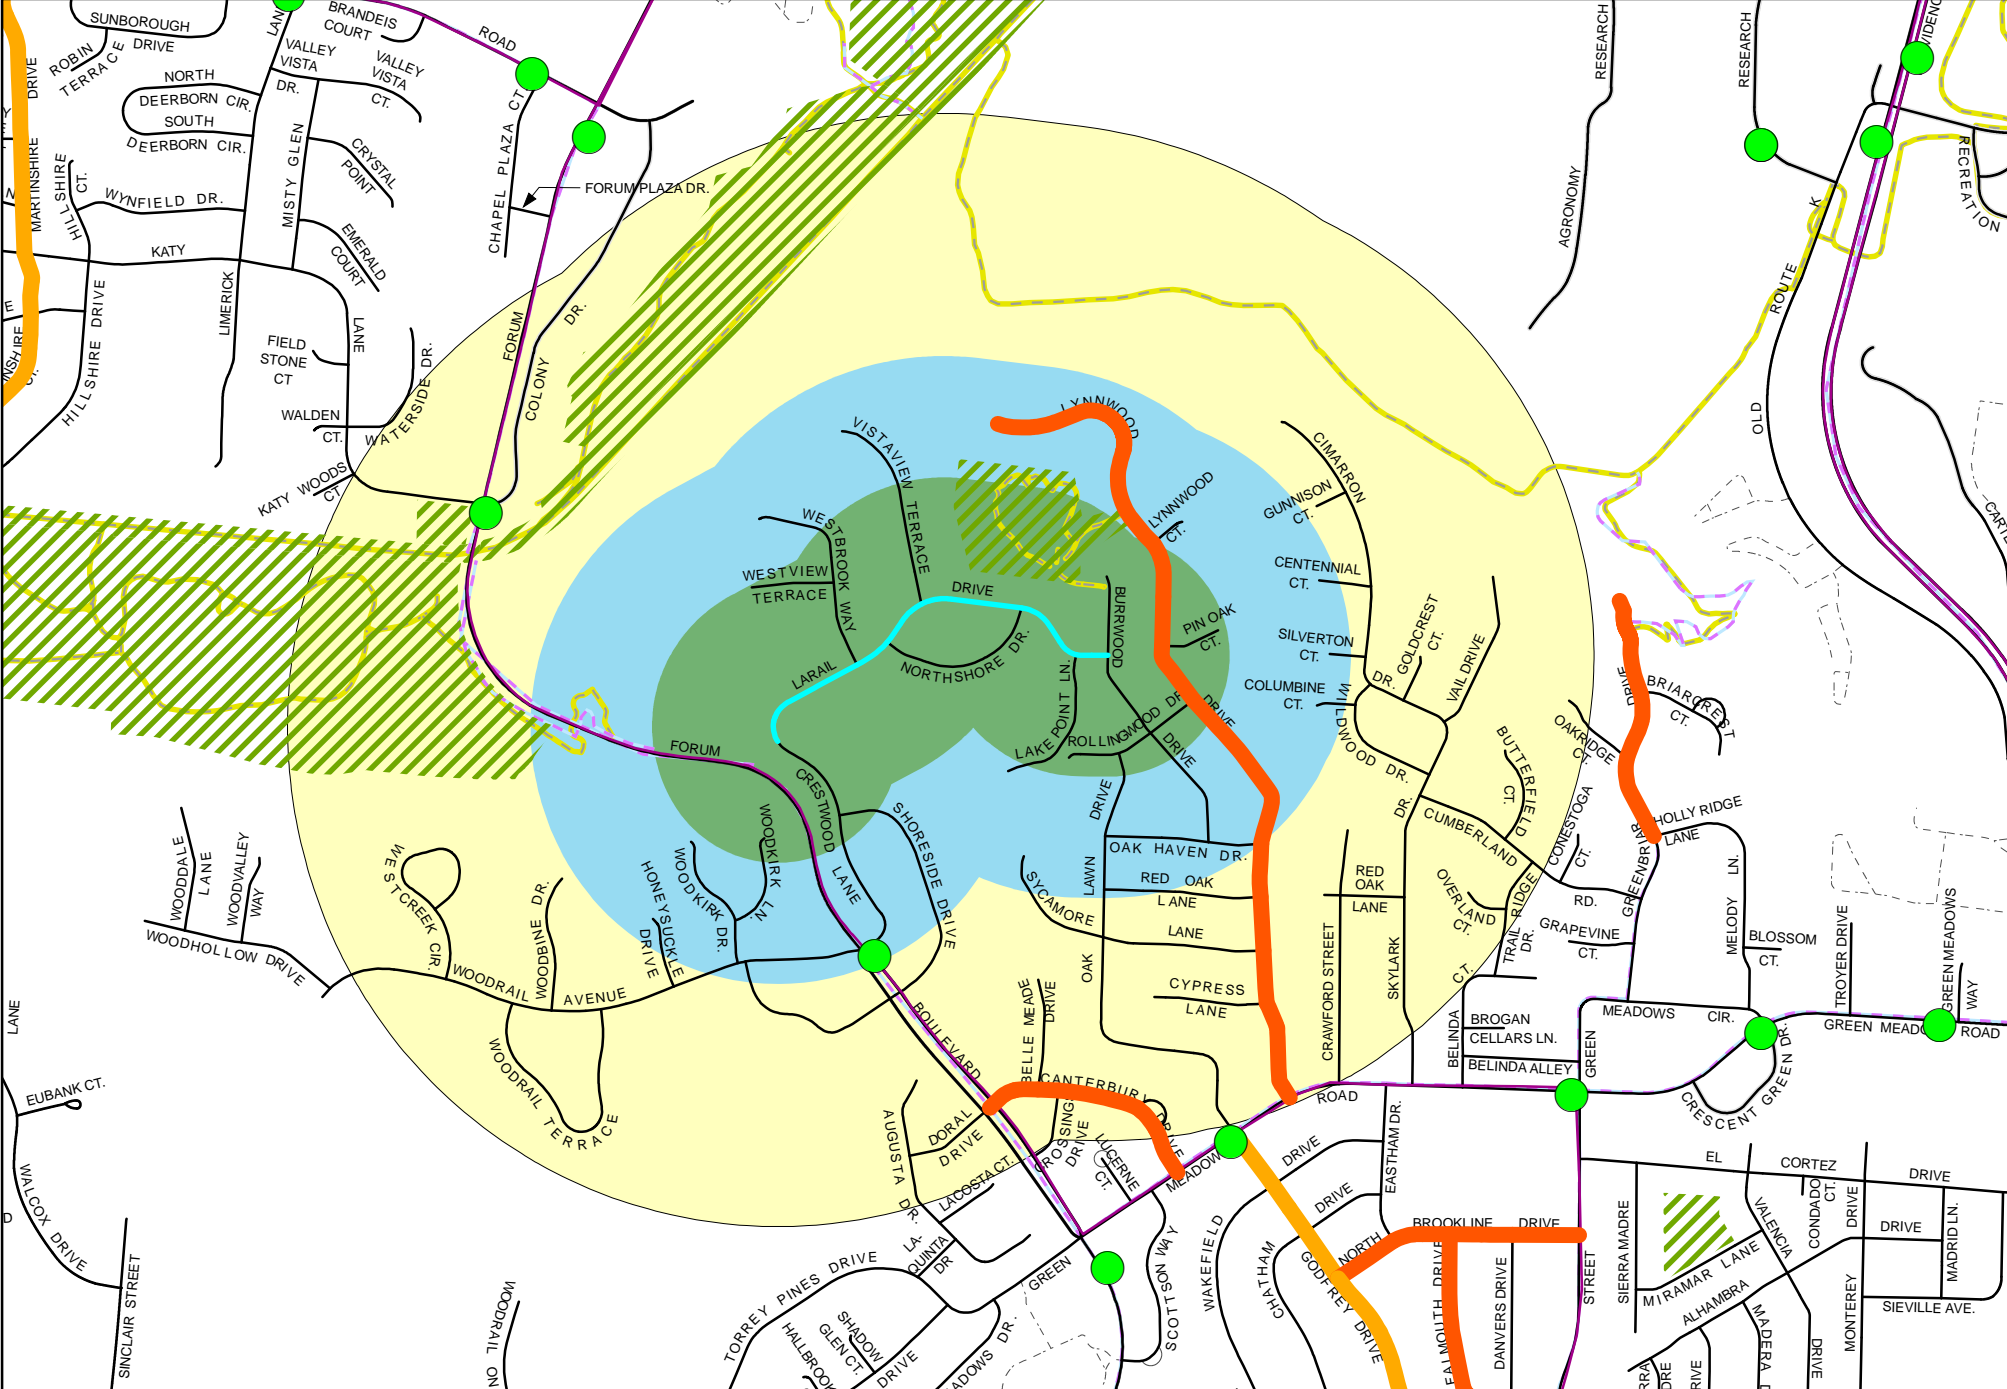 SUNBOROUGH
DRIVE
ROBIN
TERRACE
LANE
BRANDEIS
COURT
ROAD
VALLEY
VISTA
DR.
VALLEY
VISTA
CT.
NORTH
DEERBORN CIR.
SOUTH
DEERBORN CIR.
MARTINSHIRE
DRIVE
HILLSHIRE
CT.
WYNFIELD DR.
MISTY GLEN
CRYSTAL
POINT
EMERALD
COURT
CHAPEL PLAZA CT
FORUM PLAZA DR.
KATY
LANE
LIMERICK
HILLSHIRE DRIVE
FIELD
STONE
CT
WALDEN
CT.
WATERSIDE DR.
KATY WOODS
CT.
FORUM
COLONY
DR.
RESEARCH
AGRONOMY
RESEARCH
RECREATION
ROUTE
K
OLD
LYNNWOOD
LYNNWOOD
CT.
VISTAVIEW
TERRACE
WESTBROOK WAY
WESTVIEW
TERRACE
DRIVE
LARAIL
NORTHSHORE DR.
BURRWOOD
DRIVE
PIN OAK
CT.
LAKE POINT LN.
ROLLINGWOOD DR.
DRIVE
CIMARRON
DR.
GUNNISON
CT.
CENTENNIAL
CT.
SILVERTON
CT.
COLUMBINE
CT.
GOLDCREST
CT.
VAIL DRIVE
WILDWOOD DR.
BUTTERFIELD
CT.
OAKRIDGE
CT.
DRIVE
BRIARCREST
CT.
HOLLY RIDGE
LANE
GREENBRIAR
CUMBERLAND
RD.
CONESTOGA
CT.
OVERLAND
CT.
TRAIL RIDGE
DR.
GRAPEVINE
CT.
MELODY LN.
BLOSSOM
CT.
TROYER DRIVE
GREEN MEADOWS
WAY
FORUM
BOULEVARD
CRESTWOOD
LANE
SHORESIDE DRIVE
WOODKIRK
LN.
WOODKIRK DR.
HONEYSUCKLE
DRIVE
WOODBINE DR.
WESTCREEK CIR.
WOODRAIL
AVENUE
WOODDALE
LANE
WOODVALLEY
WAY
WOODHOLLOW DRIVE
WOODRAIL TERRACE
OAK
LAWN
DRIVE
OAK HAVEN DR.
RED OAK
LANE
SYCAMORE
LANE
CYPRESS
LANE
RED
OAK
LANE
CRAWFORD STREET
SKYLARK
DR.
BELINDA
CT.
BROGAN
CELLARS LN.
BELINDA ALLEY
MEADOWS
CIR.
GREEN
STREET
GREEN MEADO
ROAD
CRESCENT GREEN DR.
BELLE MEADE
DRIVE
CANTERBURY DRIVE
CROSSING
DRIVE
LUCERNE
CT.
MEADOW
ROAD
AUGUSTA DR.
DORAL
DRIVE
LACOSTA CT.
LA-
QUINTA
DR
TORREY PINES DRIVE
GREEN
SHADOW
GLEN CT.
HALLBROOK
DRIVE
ADOWS DR.
SCOTTSON WAY
WAKEFIELD
DRIVE
CHATHAM
DRIVE
EASTHAM DR.
NORTH
BROOKLINE
DRIVE
GODFREY DRIVE
FALMOUTH DRIVE
DANVERS DRIVE
EL
CORTEZ
DRIVE
SIERRA MADRE
MIRAMAR LANE
ALHAMBRA
DRIVE
VALENCIA
DRIVE
CONDADO
CT.
MONTEREY
DRIVE
MADRID LN.
SIEVILLE AVE.
MADERA
LANE
EUBANK CT.
WALCOX DRIVE
SINCLAIR STREET
WOODRAIL ON